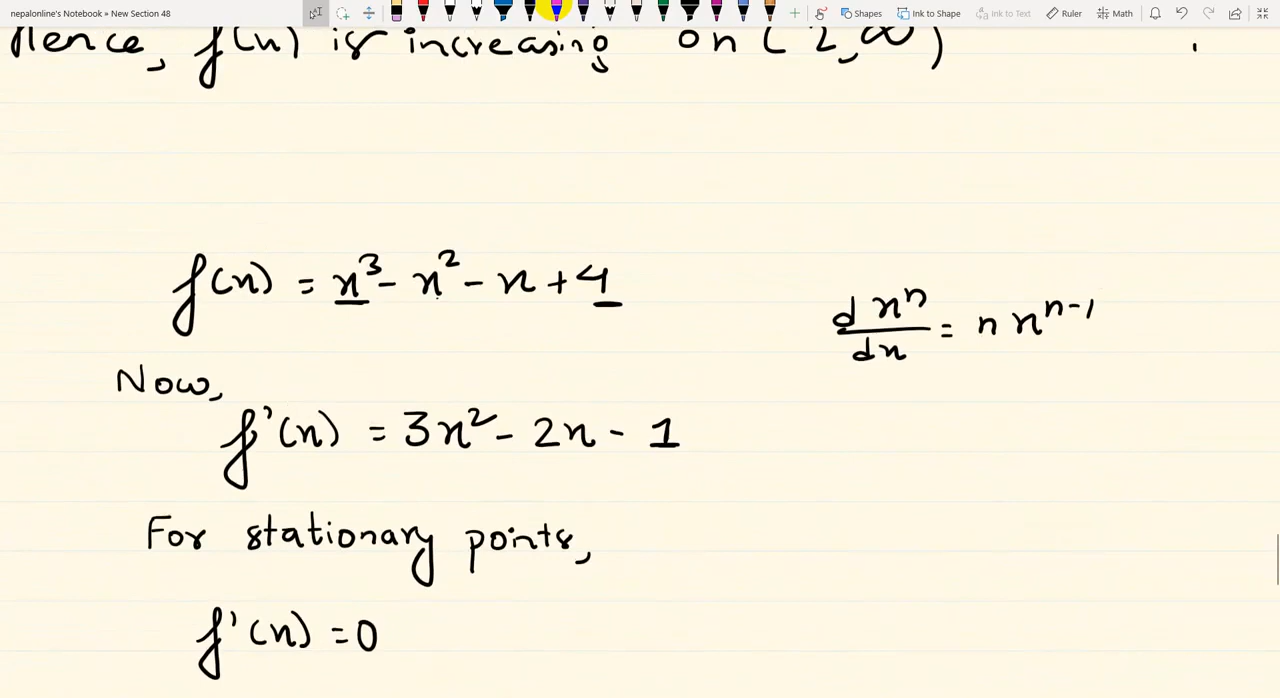 nepalonline's Notebook » New Section 48
Shapes Ink to Shape Ink to Text Ruler Math
Hence, f(x) is increasing on (2,∞)
f(x) = x³ - x² - x + 4
d xⁿ/dx = n xⁿ⁻¹
Now,
f'(x) = 3x² - 2x - 1
For stationary points,
f'(x) = 0